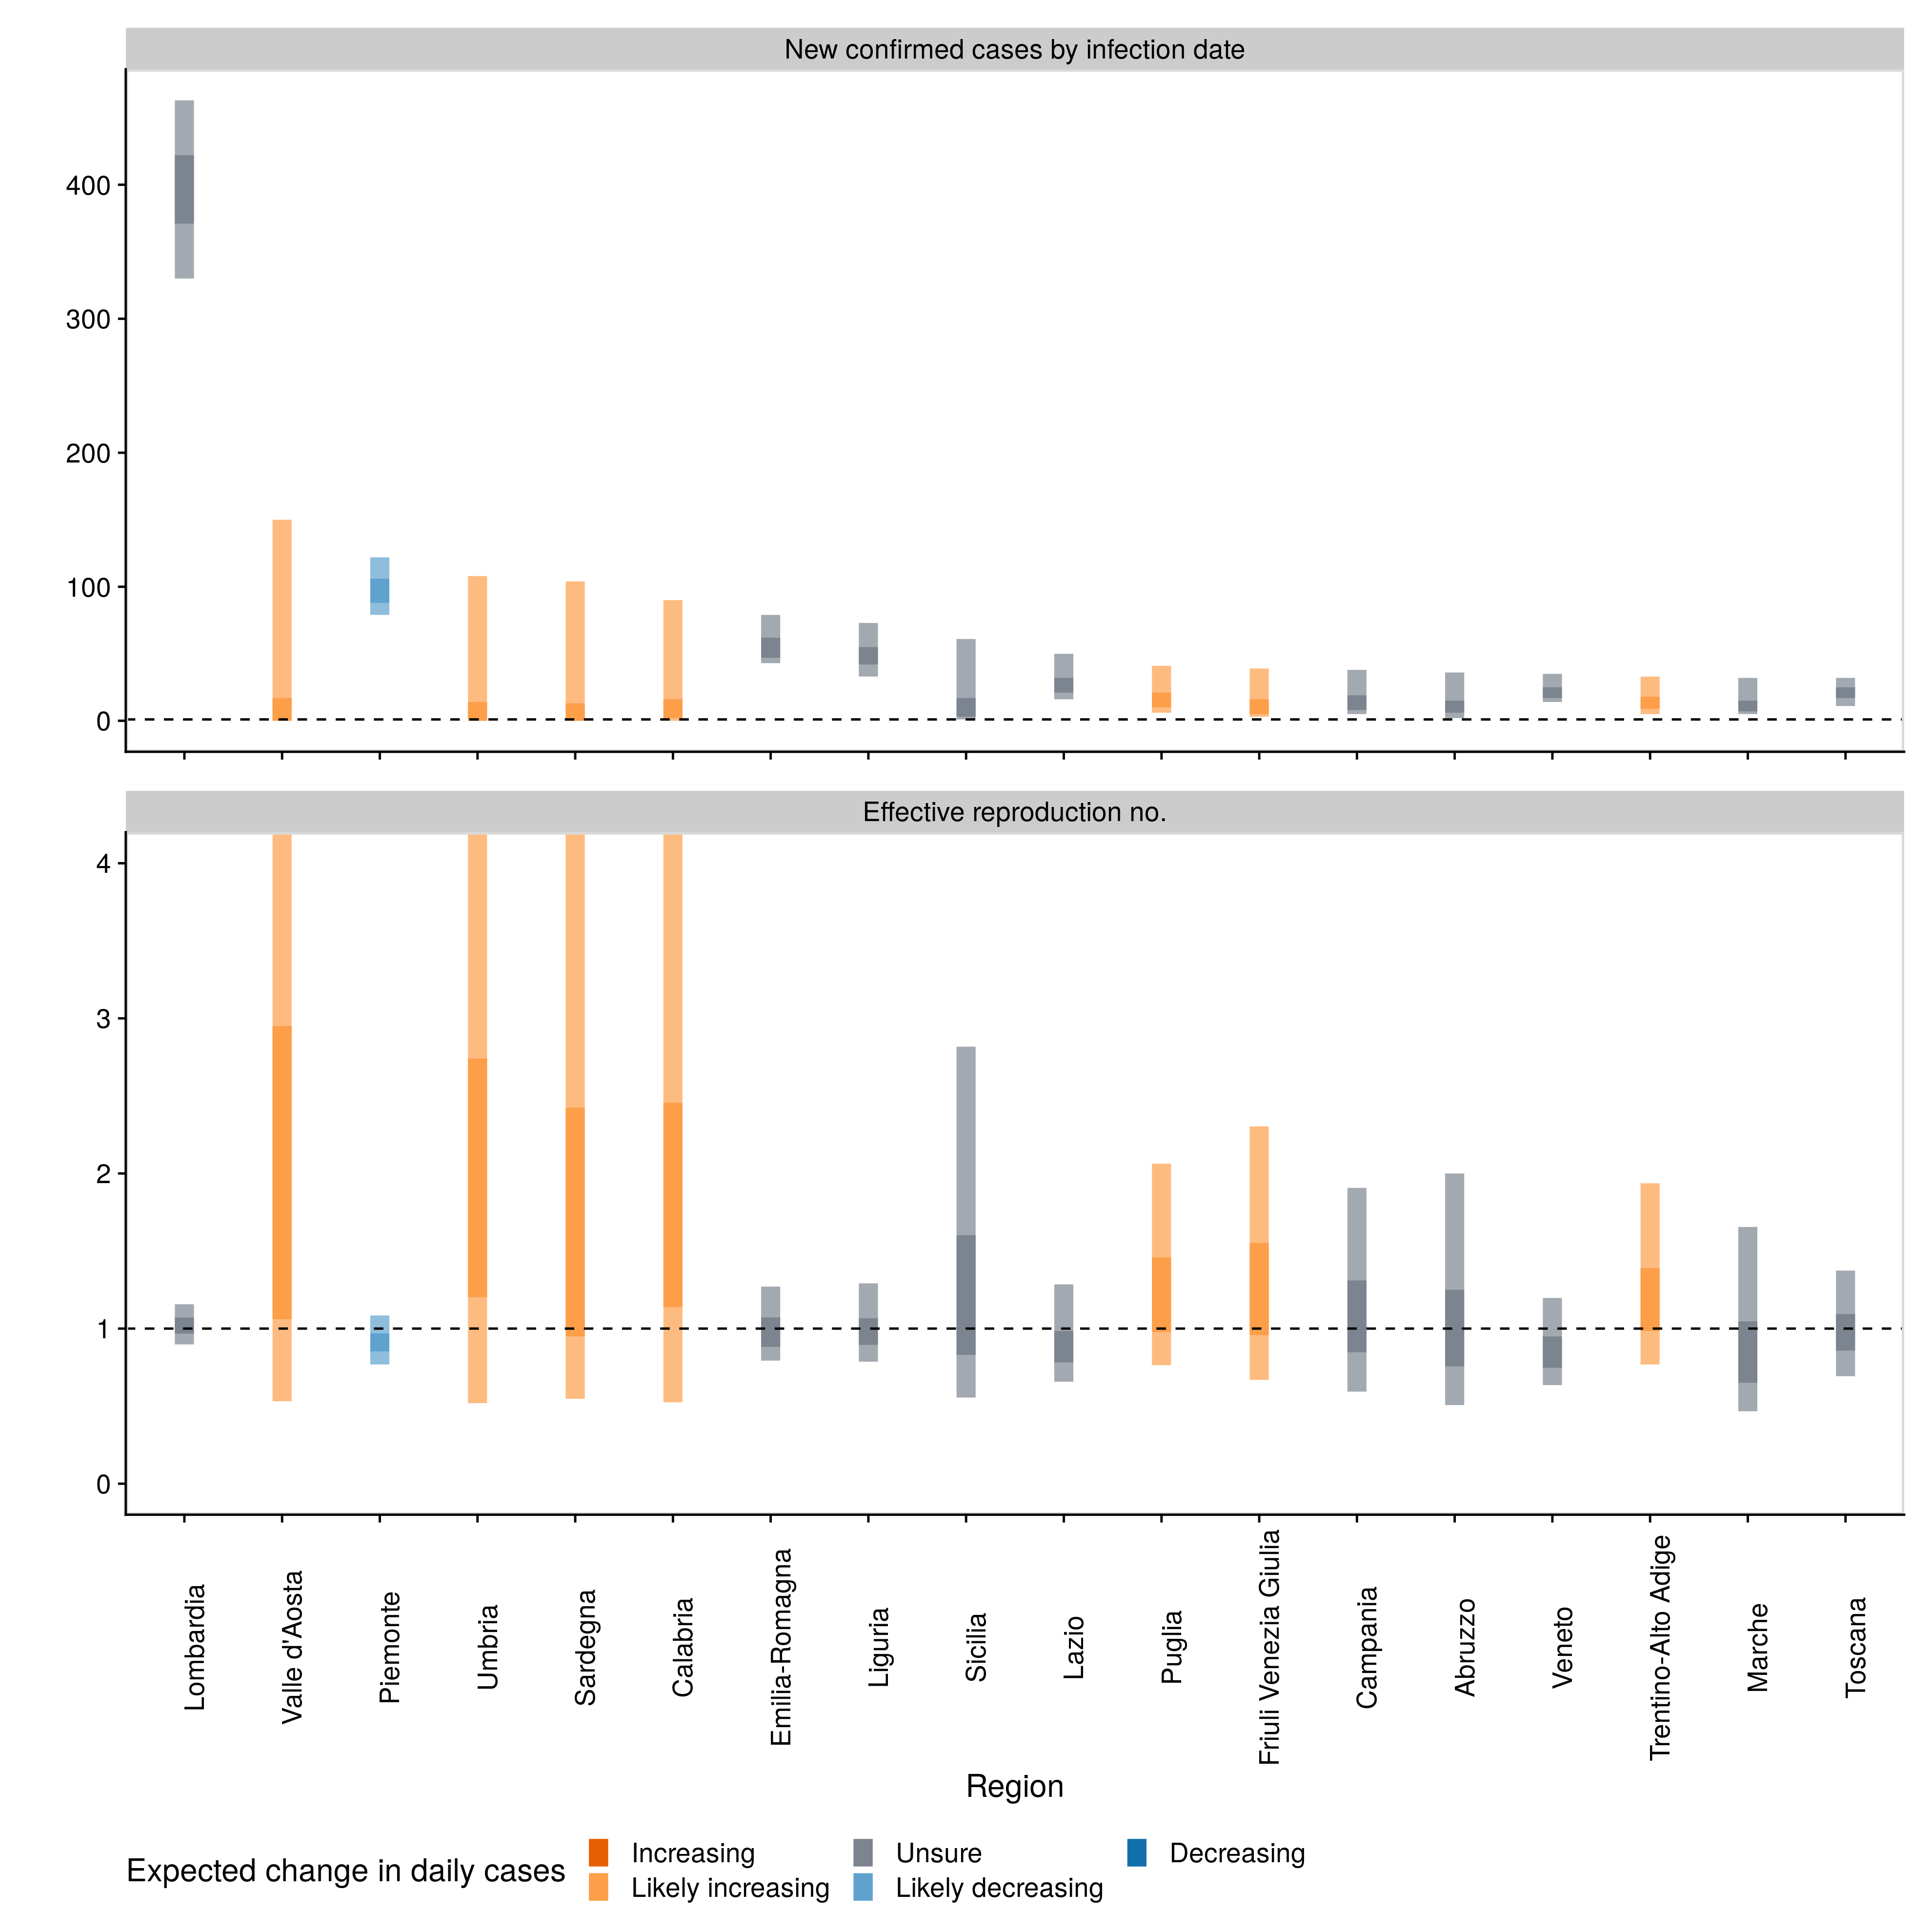 New confirmed cases by infection date
400
300
200
100
0
Effective reproduction no.
4
3
2
1
0
Lombardia
Valle d'Aosta
Piemonte
Umbria
Sardegna
Calabria
Emilia-Romagna
Liguria
Sicilia
Lazio
Puglia
Friuli Venezia Giulia
Campania
Abruzzo
Veneto
Trentino-Alto Adige
Marche
Toscana
Region
Expected change in daily cases
Increasing
Likely increasing
Unsure
Likely decreasing
Decreasing